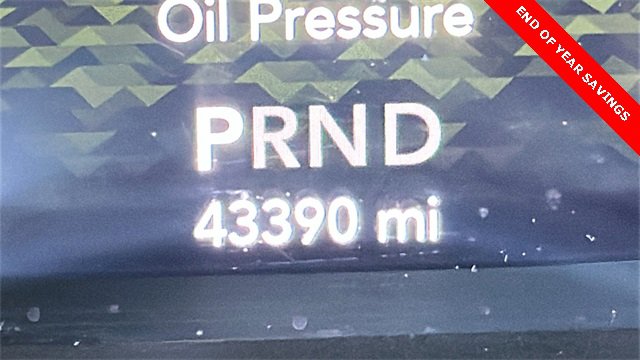 Oil Pressure
END OF YEAR SAVINGS
PRND
43390 mi